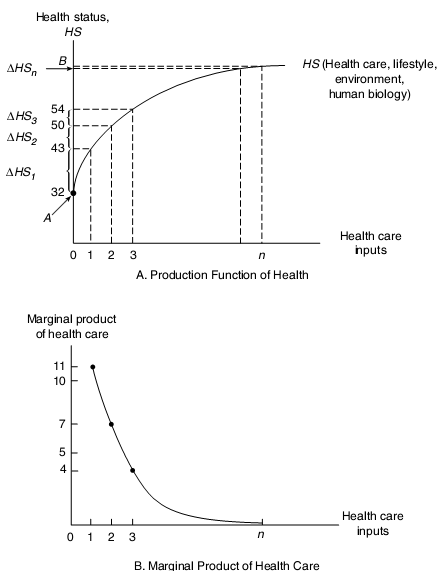 Health status,
HS
B
ΔHSn
HS (Health care, lifestyle,
environment,
human biology)
ΔHS3
54
50
ΔHS2
43
ΔHS1
32
A
0 1 2 3 n
Health care
inputs
A. Production Function of Health
Marginal product
of health care
11
10
7
5
4
0 1 2 3 n
Health care
inputs
B. Marginal Product of Health Care